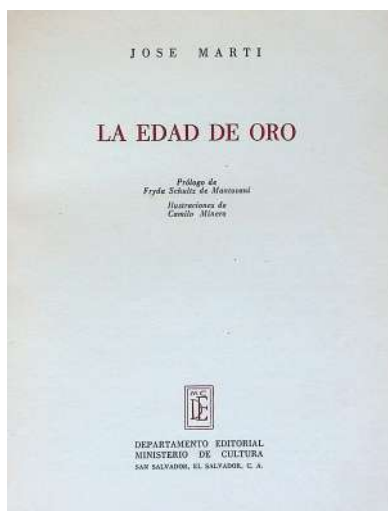 JOSE MARTI
LA EDAD DE ORO
Prólogo de
Fryda Schultz de Mantovani
Ilustraciones de
Camilo Minero
M. C.
DE
DEPARTAMENTO EDITORIAL
MINISTERIO DE CULTURA
SAN SALVADOR, EL SALVADOR, C. A.